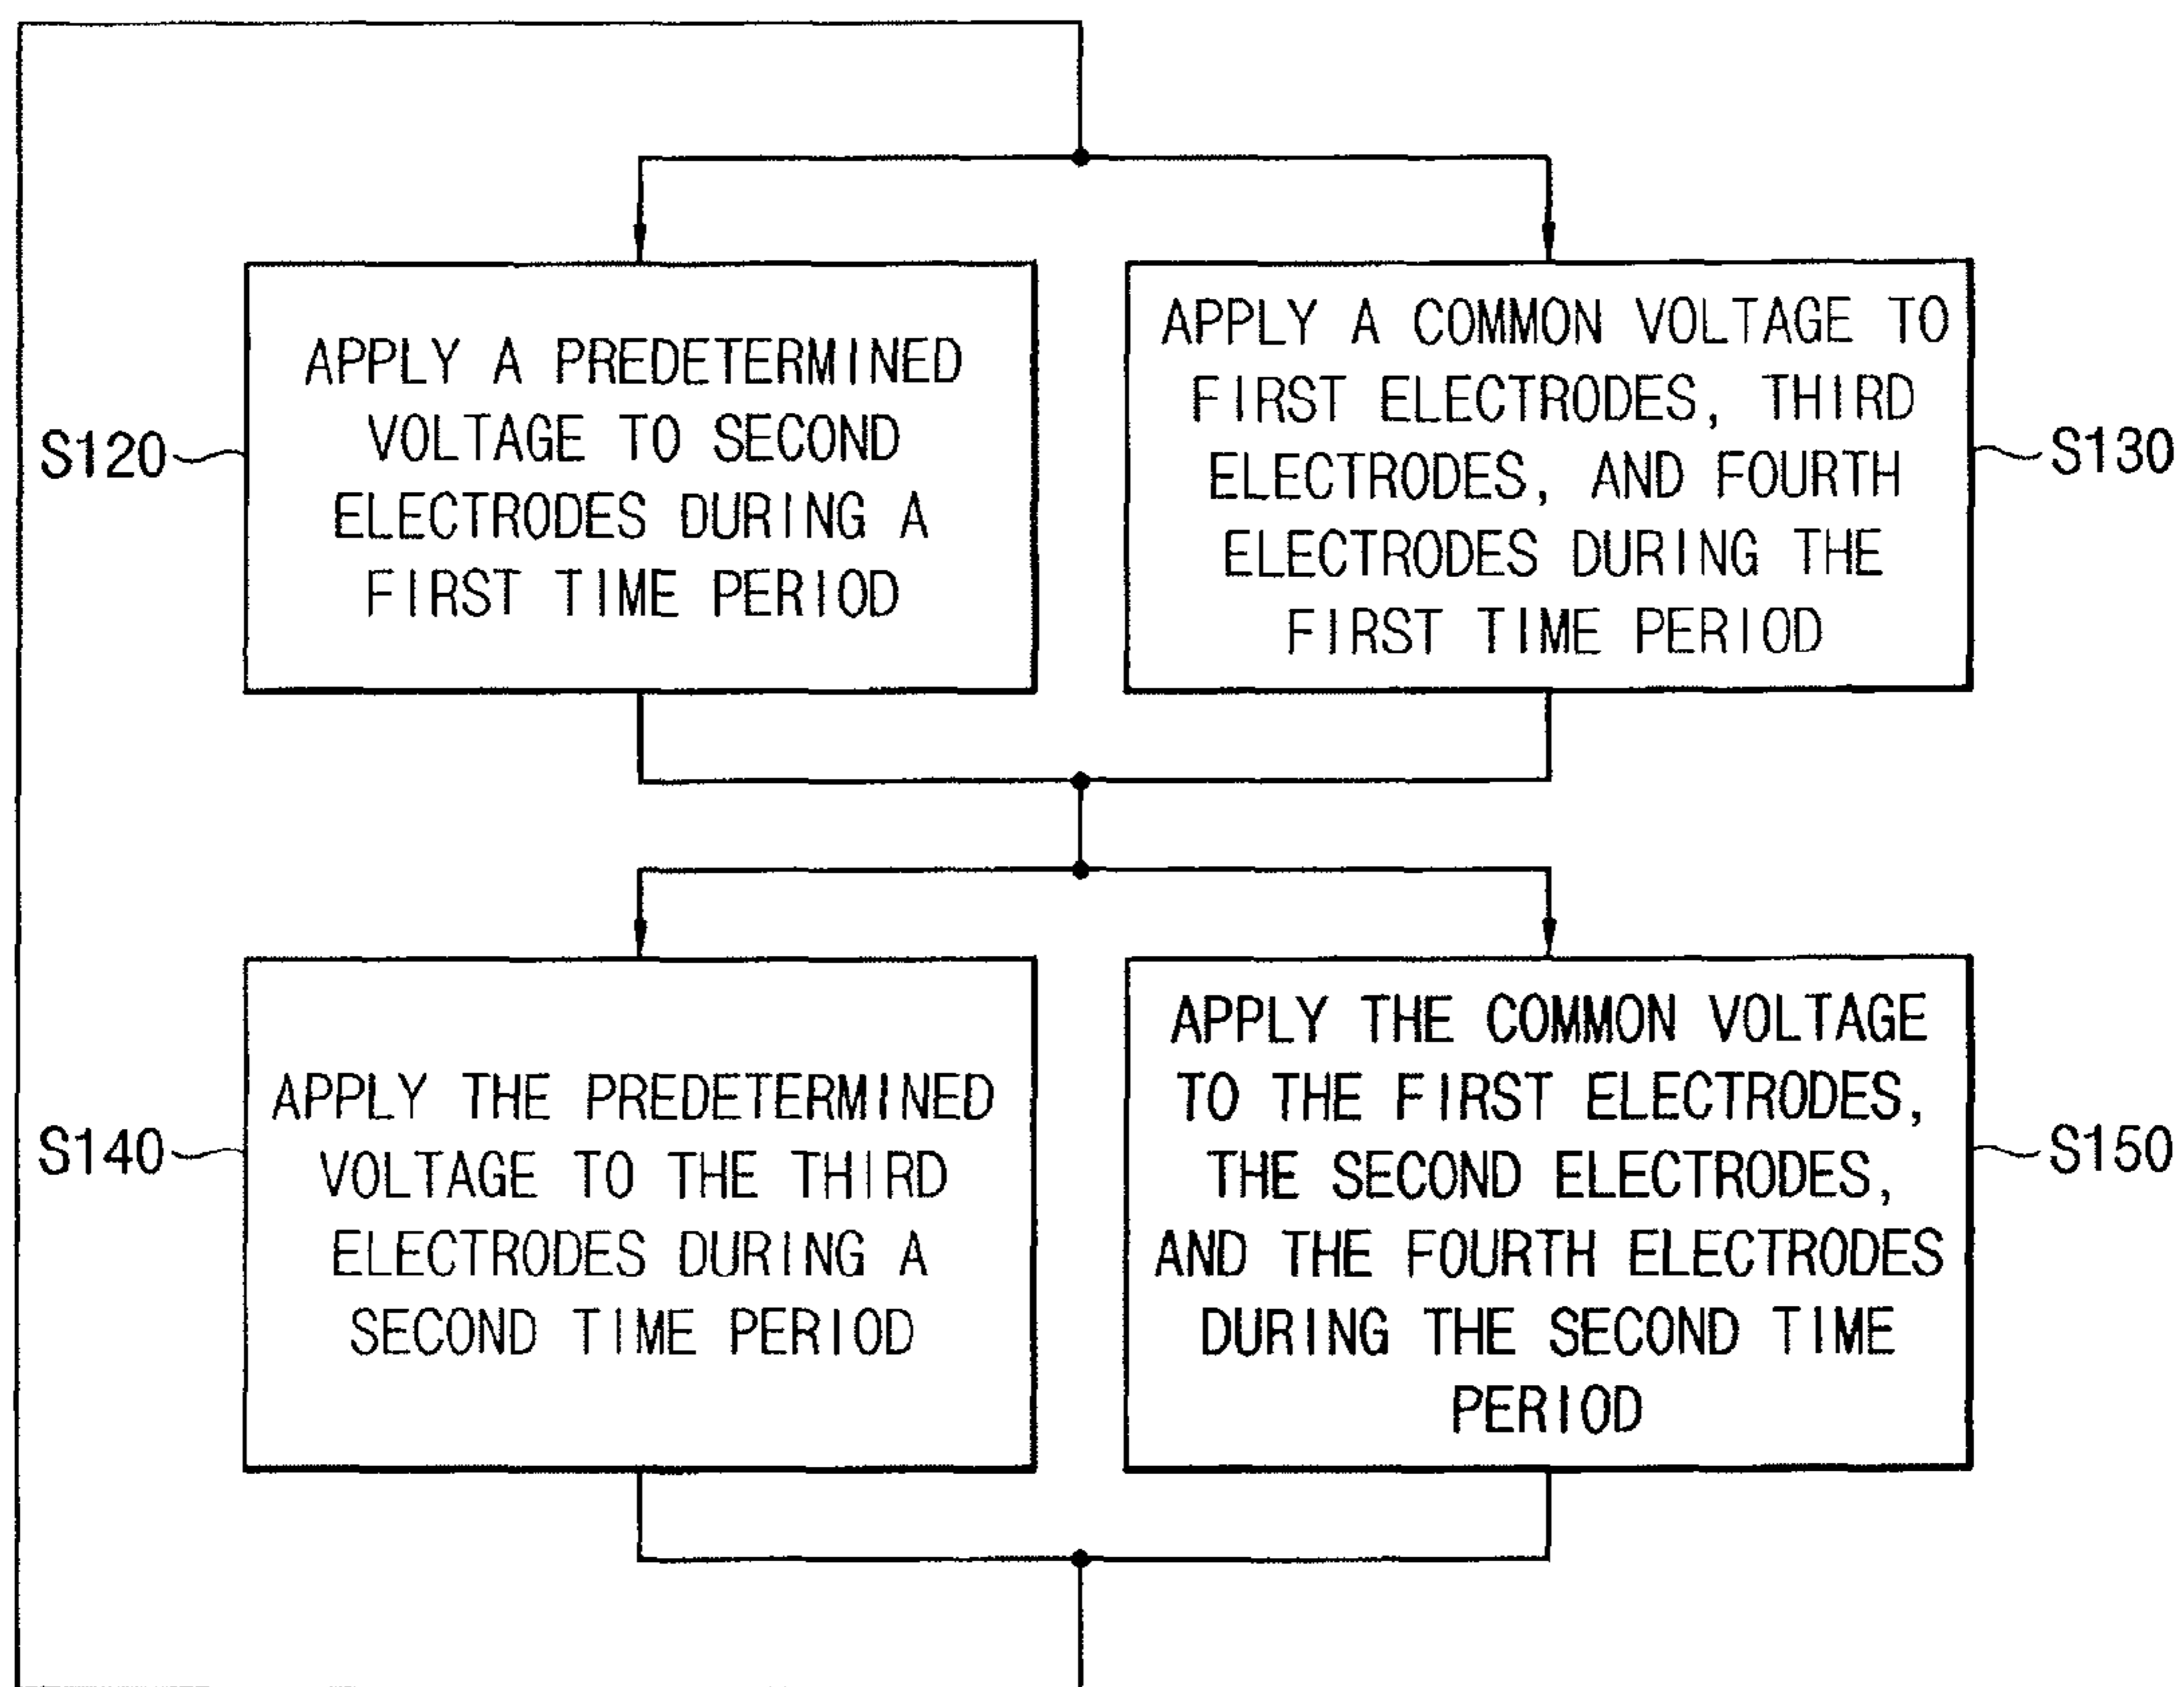 S120
APPLY A PREDETERMINED
VOLTAGE TO SECOND
ELECTRODES DURING A
FIRST TIME PERIOD
APPLY A COMMON VOLTAGE TO
FIRST ELECTRODES, THIRD
ELECTRODES, AND FOURTH
ELECTRODES DURING THE
FIRST TIME PERIOD
S130
S140
APPLY THE PREDETERMINED
VOLTAGE TO THE THIRD
ELECTRODES DURING A
SECOND TIME PERIOD
APPLY THE COMMON VOLTAGE
TO THE FIRST ELECTRODES,
THE SECOND ELECTRODES,
AND THE FOURTH ELECTRODES
DURING THE SECOND TIME
PERIOD
S150